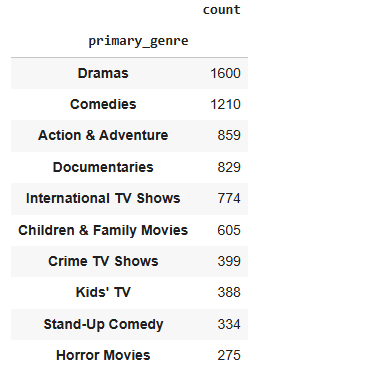 count
primary_genre
Dramas 1600
Comedies 1210
Action & Adventure 859
Documentaries 829
International TV Shows 774
Children & Family Movies 605
Crime TV Shows 399
Kids' TV 388
Stand-Up Comedy 334
Horror Movies 275